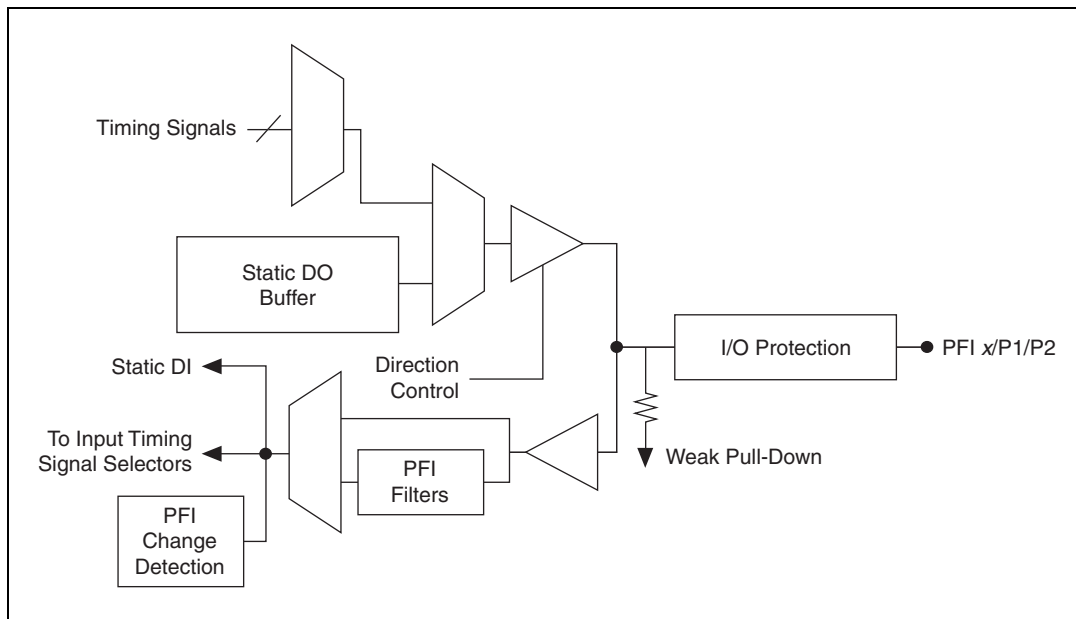 Timing Signals
Static DO
Buffer
I/O Protection
PFI x/P1/P2
Static DI
Direction
Control
To Input Timing
Signal Selectors
PFI
Filters
Weak Pull-Down
PFI
Change
Detection